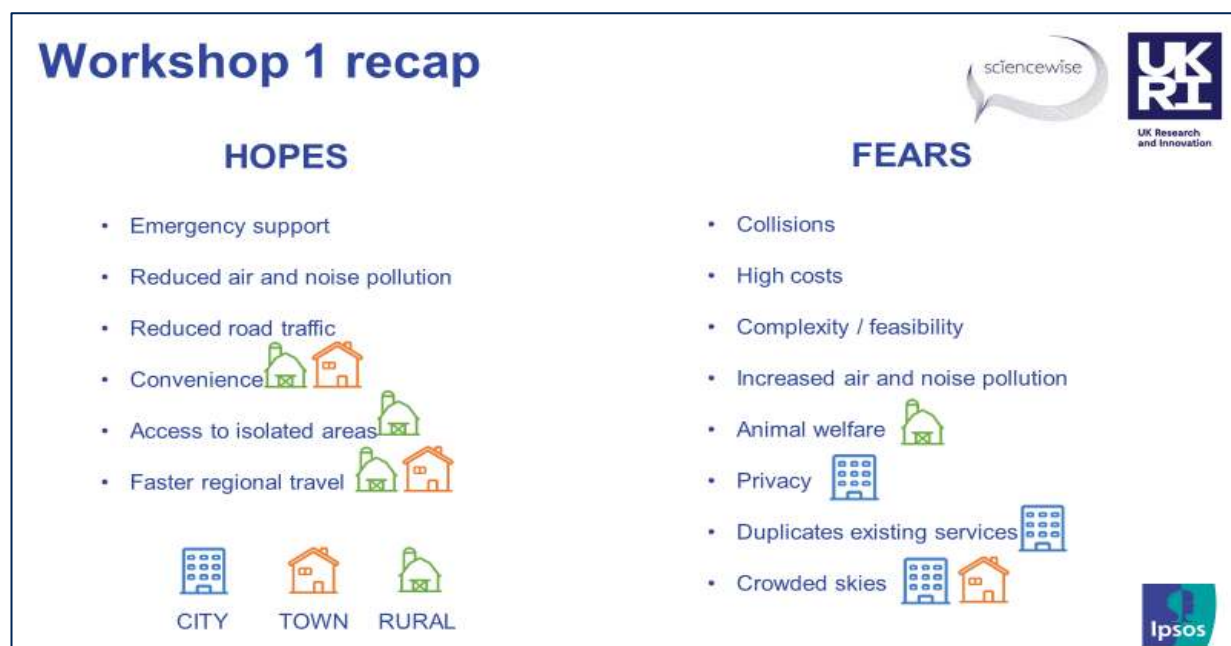 Workshop 1 recap
sciencewise
UK
RI
UK Research
and Innovation
HOPES
• Emergency support
• Reduced air and noise pollution
• Reduced road traffic
• Convenience
• Access to isolated areas
• Faster regional travel
CITY
TOWN
RURAL
FEARS
• Collisions
• High costs
• Complexity / feasibility
• Increased air and noise pollution
• Animal welfare
• Privacy
• Duplicates existing services
• Crowded skies
Ipsos